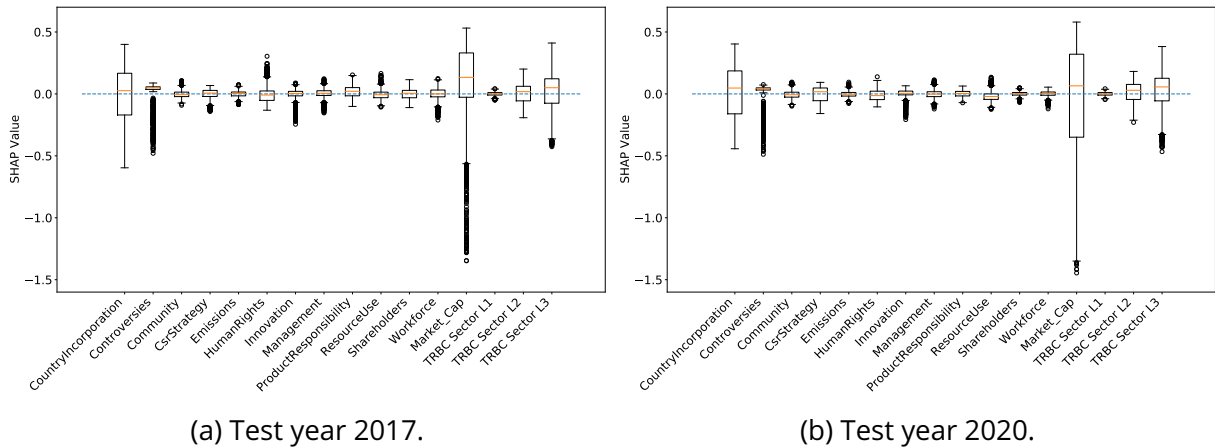 0.5
0.0
−0.5
−1.0
−1.5
SHAP Value
CountryIncorporation
Controversies
Community
CsrStrategy
Emissions
HumanRights
Innovation
Management
ProductResponsibility
ResourceUse
Shareholders
Workforce
Market_Cap
TRBC Sector L1
TRBC Sector L2
TRBC Sector L3
(a) Test year 2017.
0.5
0.0
−0.5
−1.0
−1.5
SHAP Value
CountryIncorporation
Controversies
Community
CsrStrategy
Emissions
HumanRights
Innovation
Management
ProductResponsibility
ResourceUse
Shareholders
Workforce
Market_Cap
TRBC Sector L1
TRBC Sector L2
TRBC Sector L3
(b) Test year 2020.